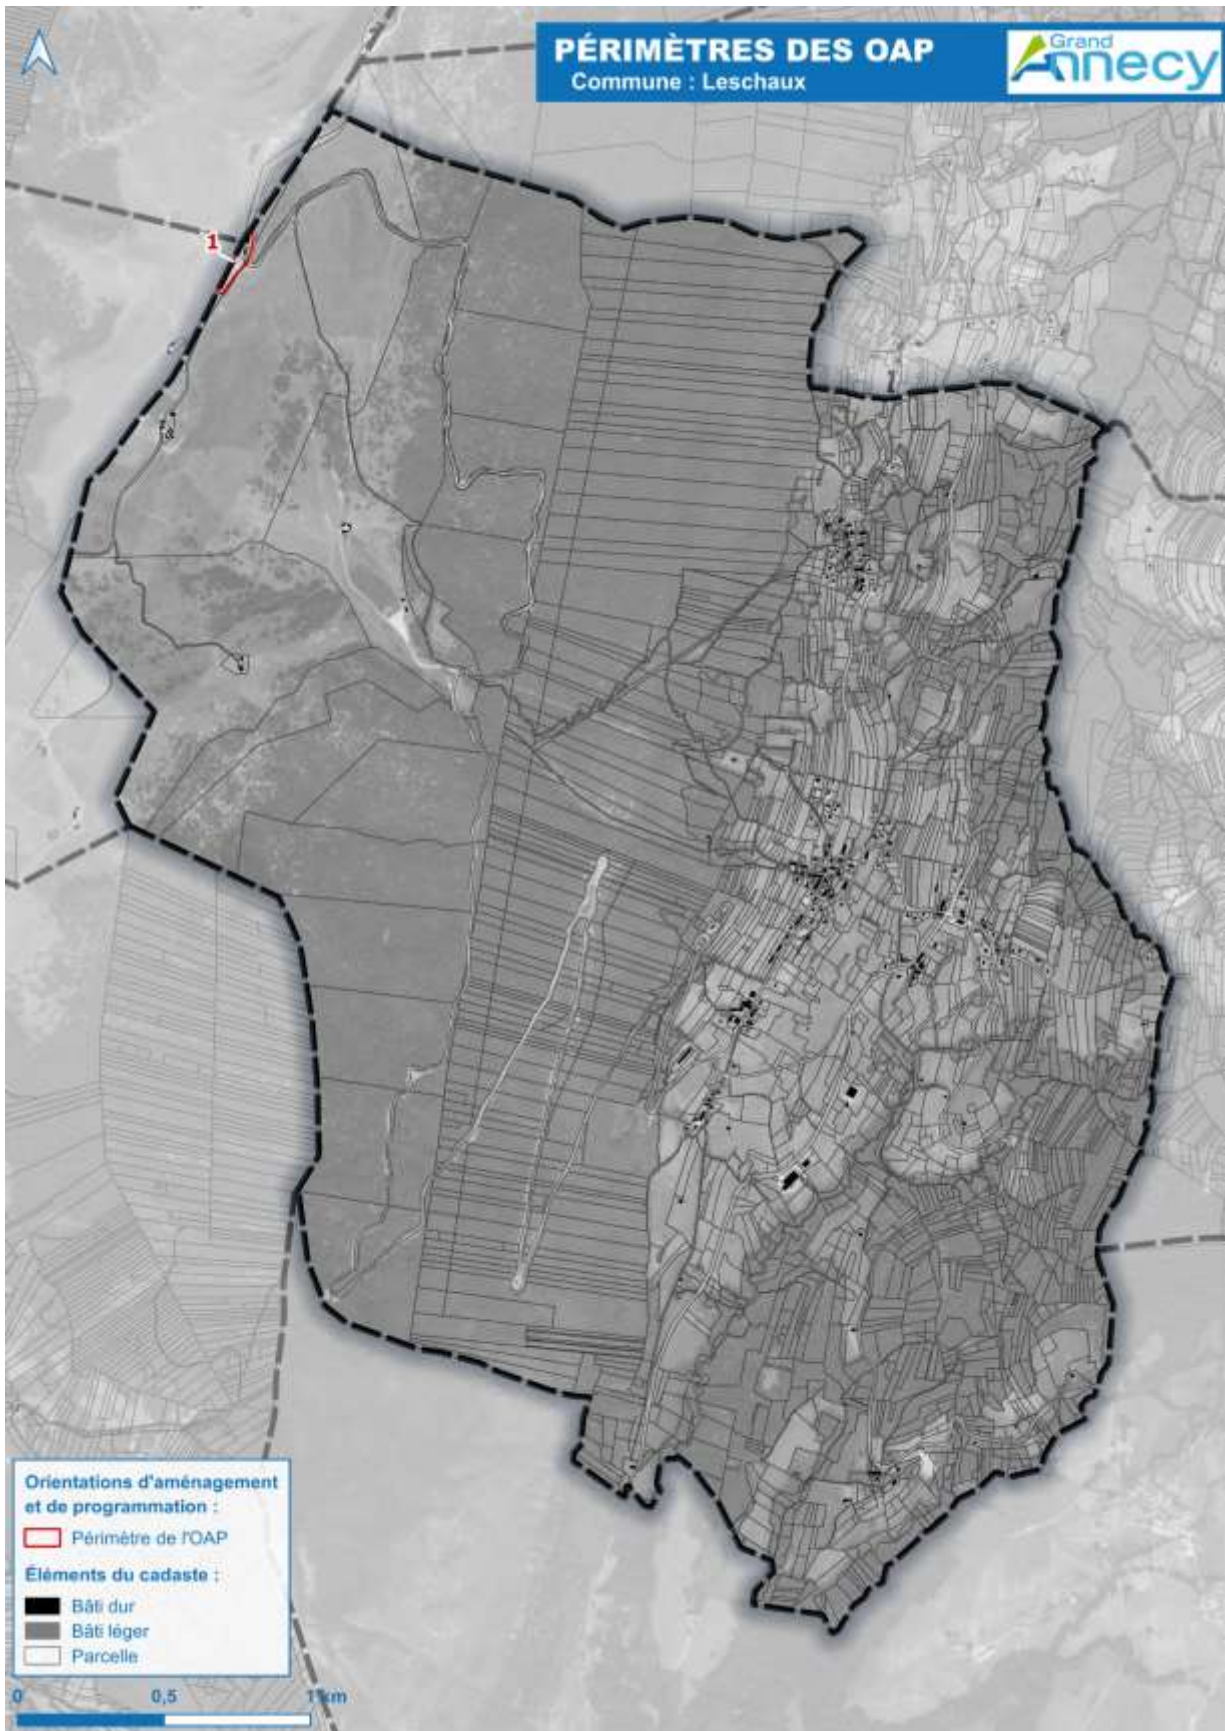 PÉRIMÈTRES DES OAP
Commune : Leschaux
Grand
Annecy
1
Orientations d'aménagement
et de programmation :
Périmètre de l'OAP
Éléments du cadaste :
Bâti dur
Bâti léger
Parcelle
0 0,5 1 km